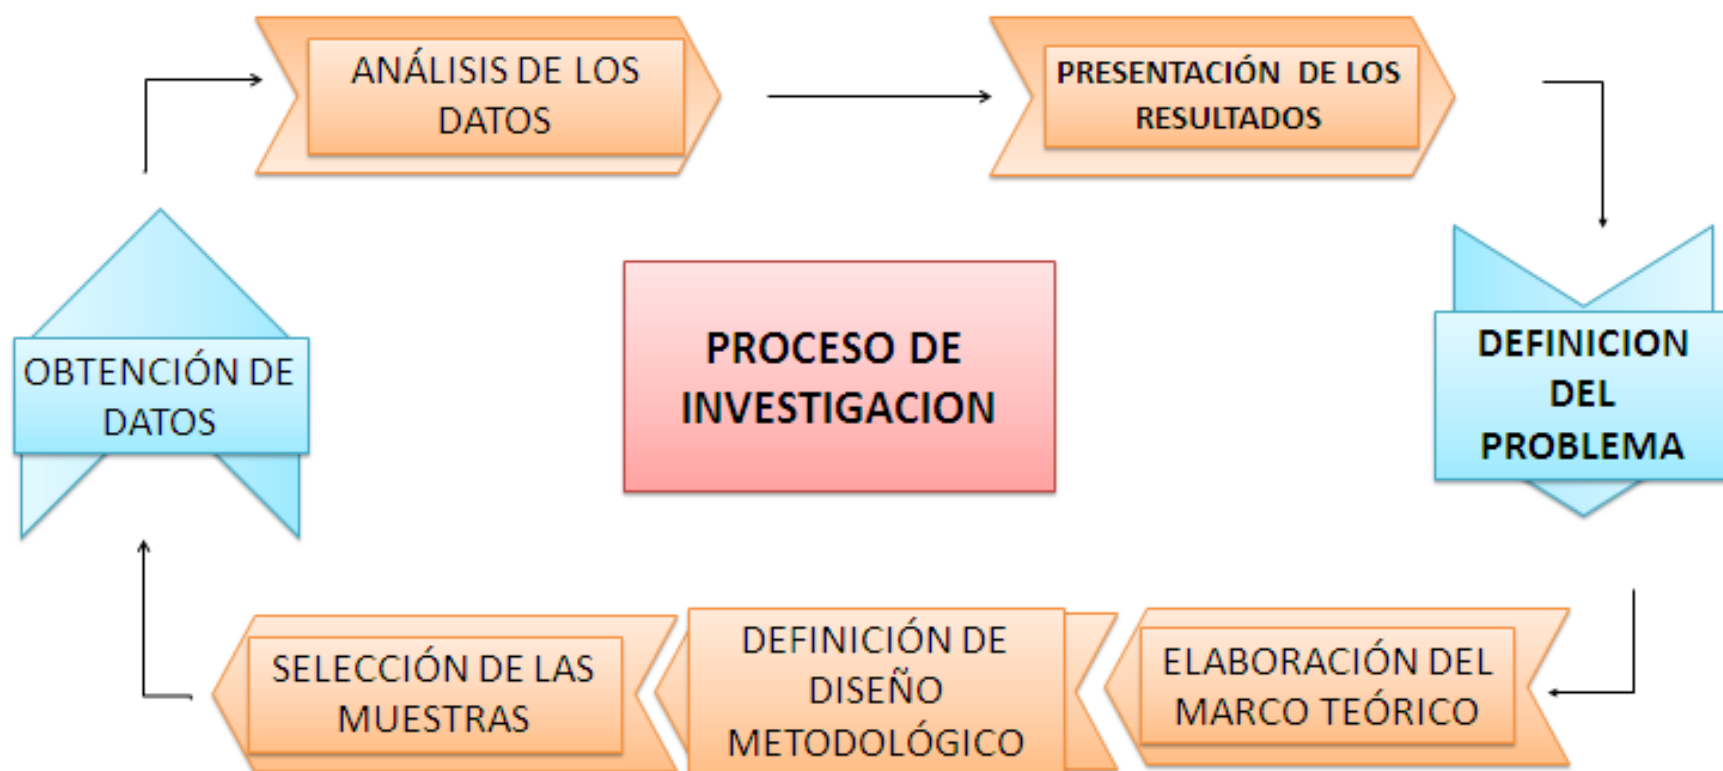 ANÁLISIS DE LOS
DATOS
PRESENTACIÓN DE LOS
RESULTADOS
PROCESO DE
INVESTIGACION
OBTENCIÓN DE
DATOS
DEFINICION
DEL
PROBLEMA
SELECCIÓN DE LAS
MUESTRAS
DEFINICIÓN DE
DISEÑO
METODOLÓGICO
ELABORACIÓN DEL
MARCO TEÓRICO